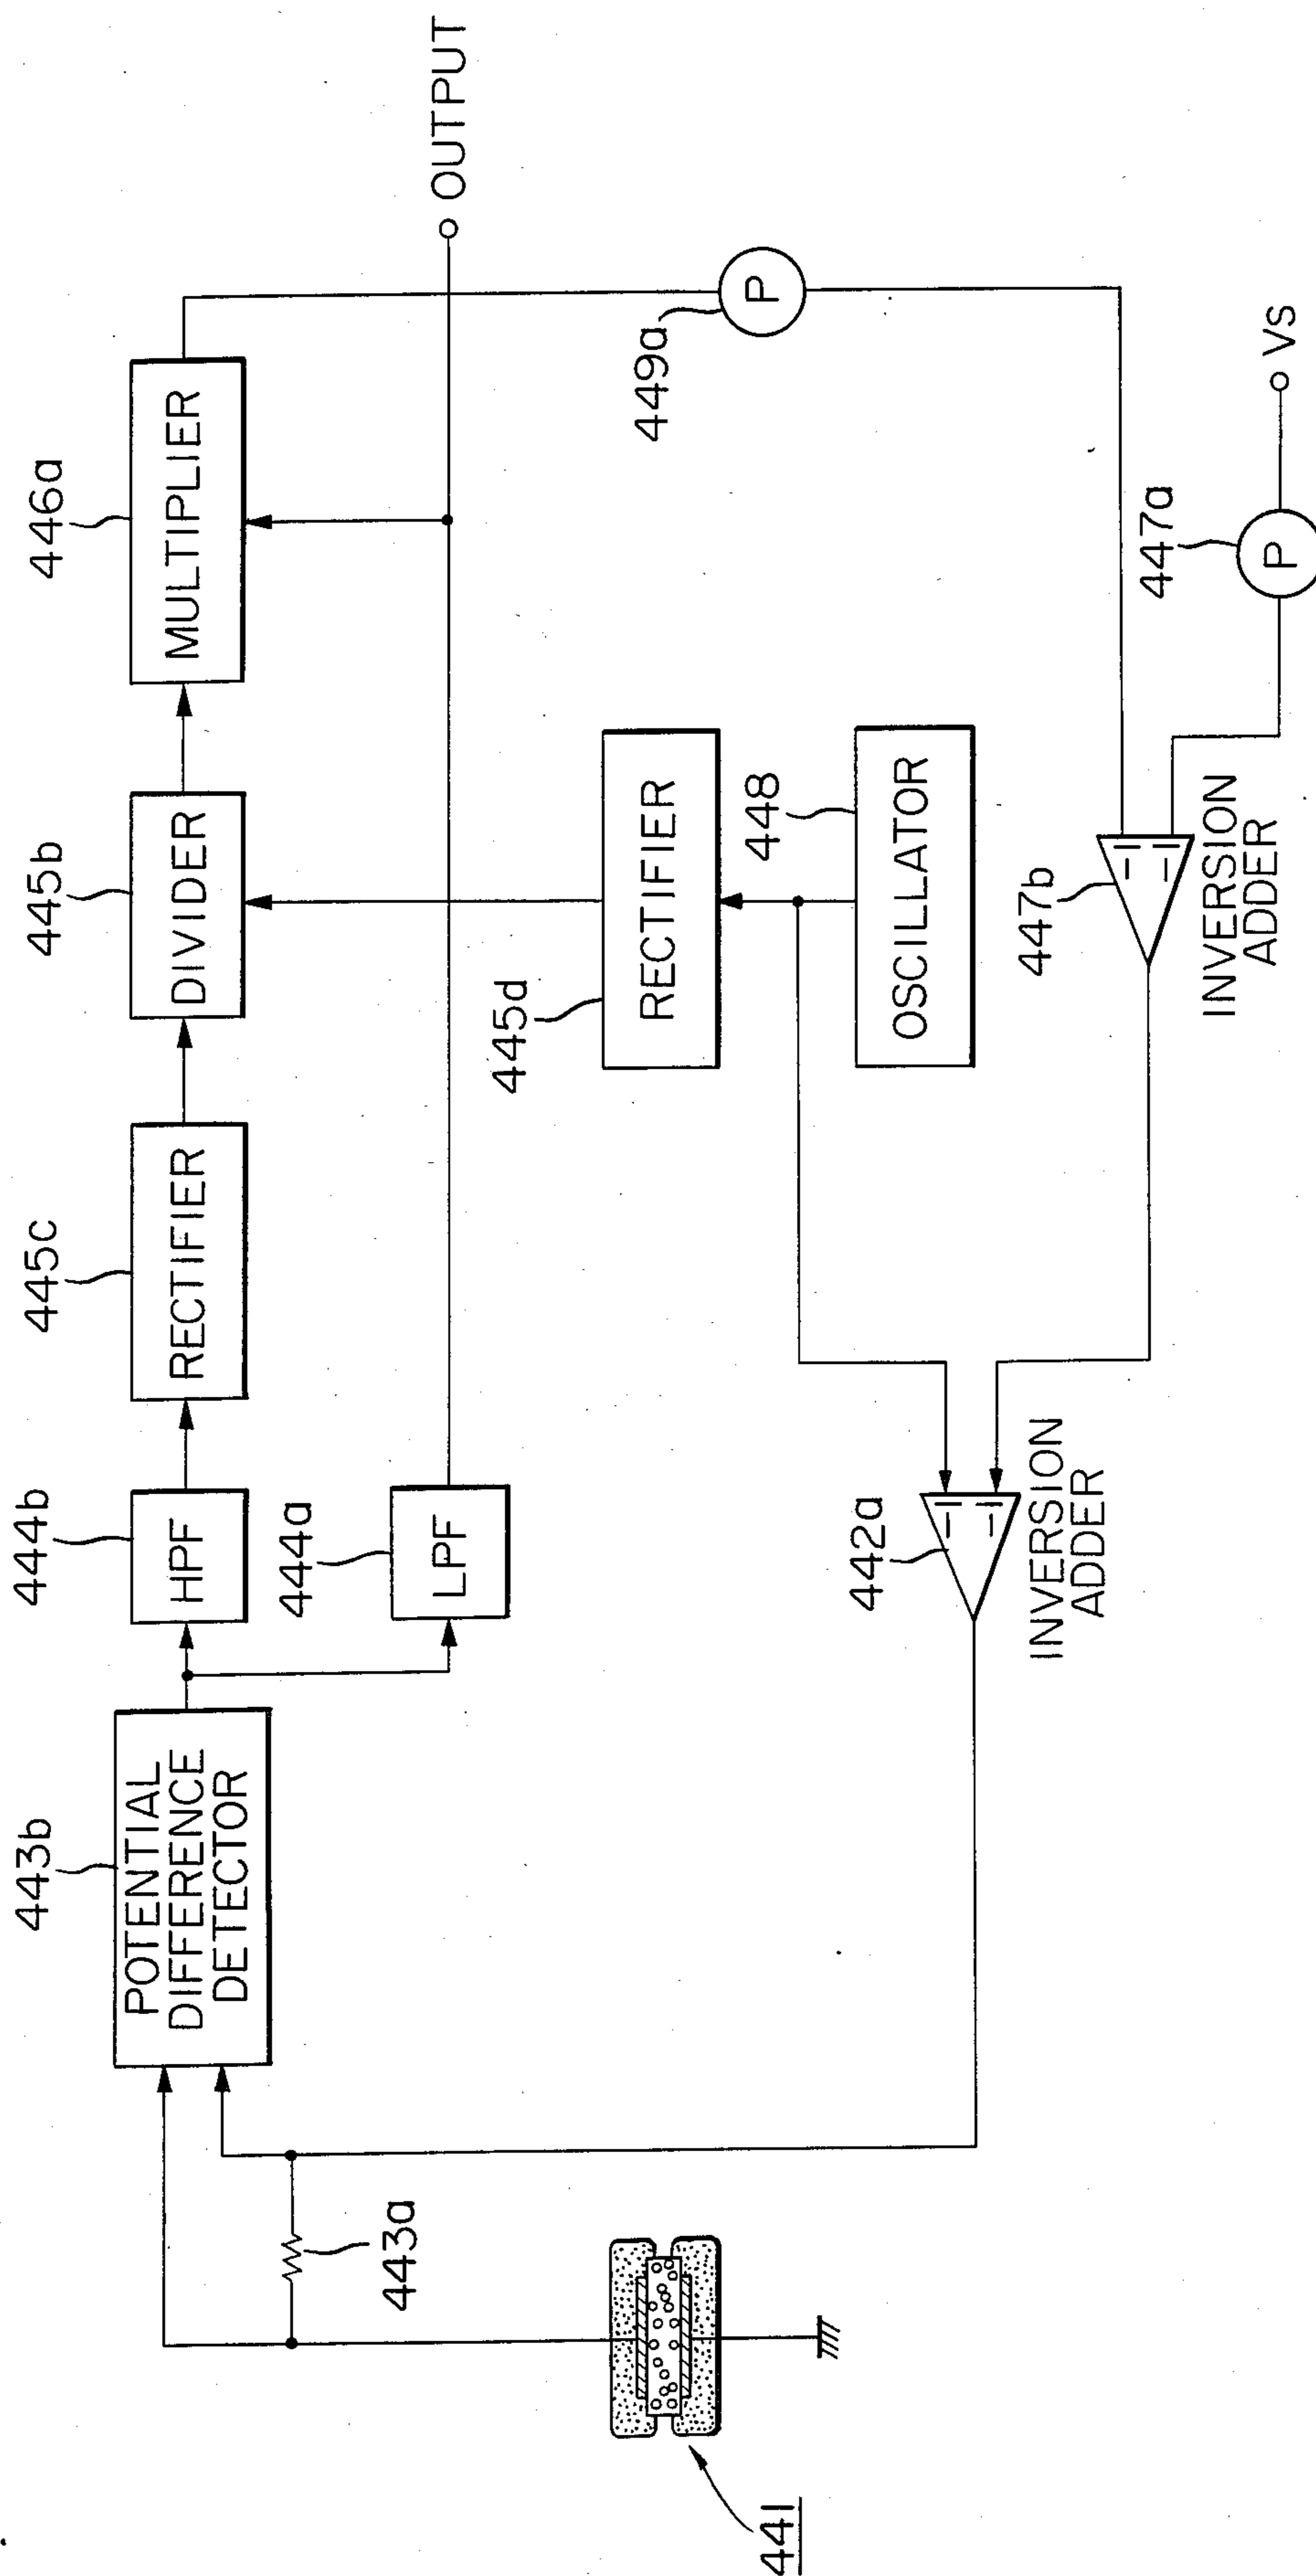 443b
POTENTIAL
DIFFERENCE
DETECTOR
444b
HPF
445c
RECTIFIER
445b
DIVIDER
446a
MULTIPLIER
444a
LPF
OUTPUT
443a
445d
RECTIFIER
449a
P
448
OSCILLATOR
441
442a
INVERSION
ADDER
447b
INVERSION
ADDER
447a
P
VS